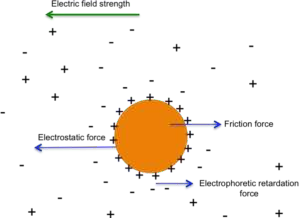 Electric field strength
Friction force
Electrostatic force
Electrophoretic retardation
force